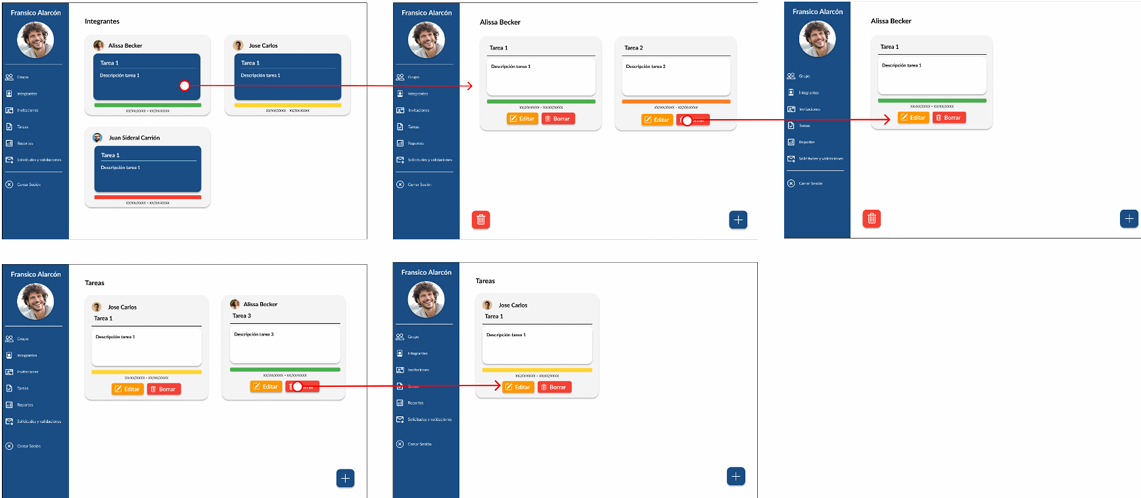 Fransico Alarcón
Grupo
Integrantes
Invitaciones
Tareas
Reportes
Solicitudes y validaciones
Cerrar Sesión
Integrantes
Alissa Becker
Tarea 1
Descripción tarea 1
XX/XX/XXXX - XX/XX/XXXX
Jose Carlos
Tarea 1
Descripción tarea 1
XX/XX/XXXX - XX/XX/XXXX
Juan Sideral Carrión
Tarea 1
Descripción tarea 1
XX/XX/XXXX - XX/XX/XXXX
Fransico Alarcón
Grupo
Integrantes
Invitaciones
Tareas
Reportes
Solicitudes y validaciones
Cerrar Sesión
Alissa Becker
Tarea 1
Descripción tarea 1
XX/XX/XXXX - XX/XX/XXXX
Editar
Borrar
Tarea 2
Descripción tarea 2
XX/XX/XXXX - XX/XX/XXXX
Editar
Fransico Alarcón
Grupo
Integrantes
Invitaciones
Tareas
Reportes
Solicitudes y validaciones
Cerrar Sesión
Alissa Becker
Tarea 1
Descripción tarea 1
XX/XX/XXXX - XX/XX/XXXX
Editar
Borrar
Fransico Alarcón
Grupo
Integrantes
Invitaciones
Tareas
Reportes
Solicitudes y validaciones
Cerrar Sesión
Tareas
Jose Carlos
Tarea 1
Descripción tarea 1
XX/XX/XXXX - XX/XX/XXXX
Editar
Borrar
Alissa Becker
Tarea 3
Descripción tarea 3
XX/XX/XXXX - XX/XX/XXXX
Editar
Fransico Alarcón
Grupo
Integrantes
Invitaciones
Reportes
Solicitudes y validaciones
Cerrar Sesión
Tareas
Jose Carlos
Tarea 1
Descripción tarea 1
XX/XX/XXXX - XX/XX/XXXX
Editar
Borrar